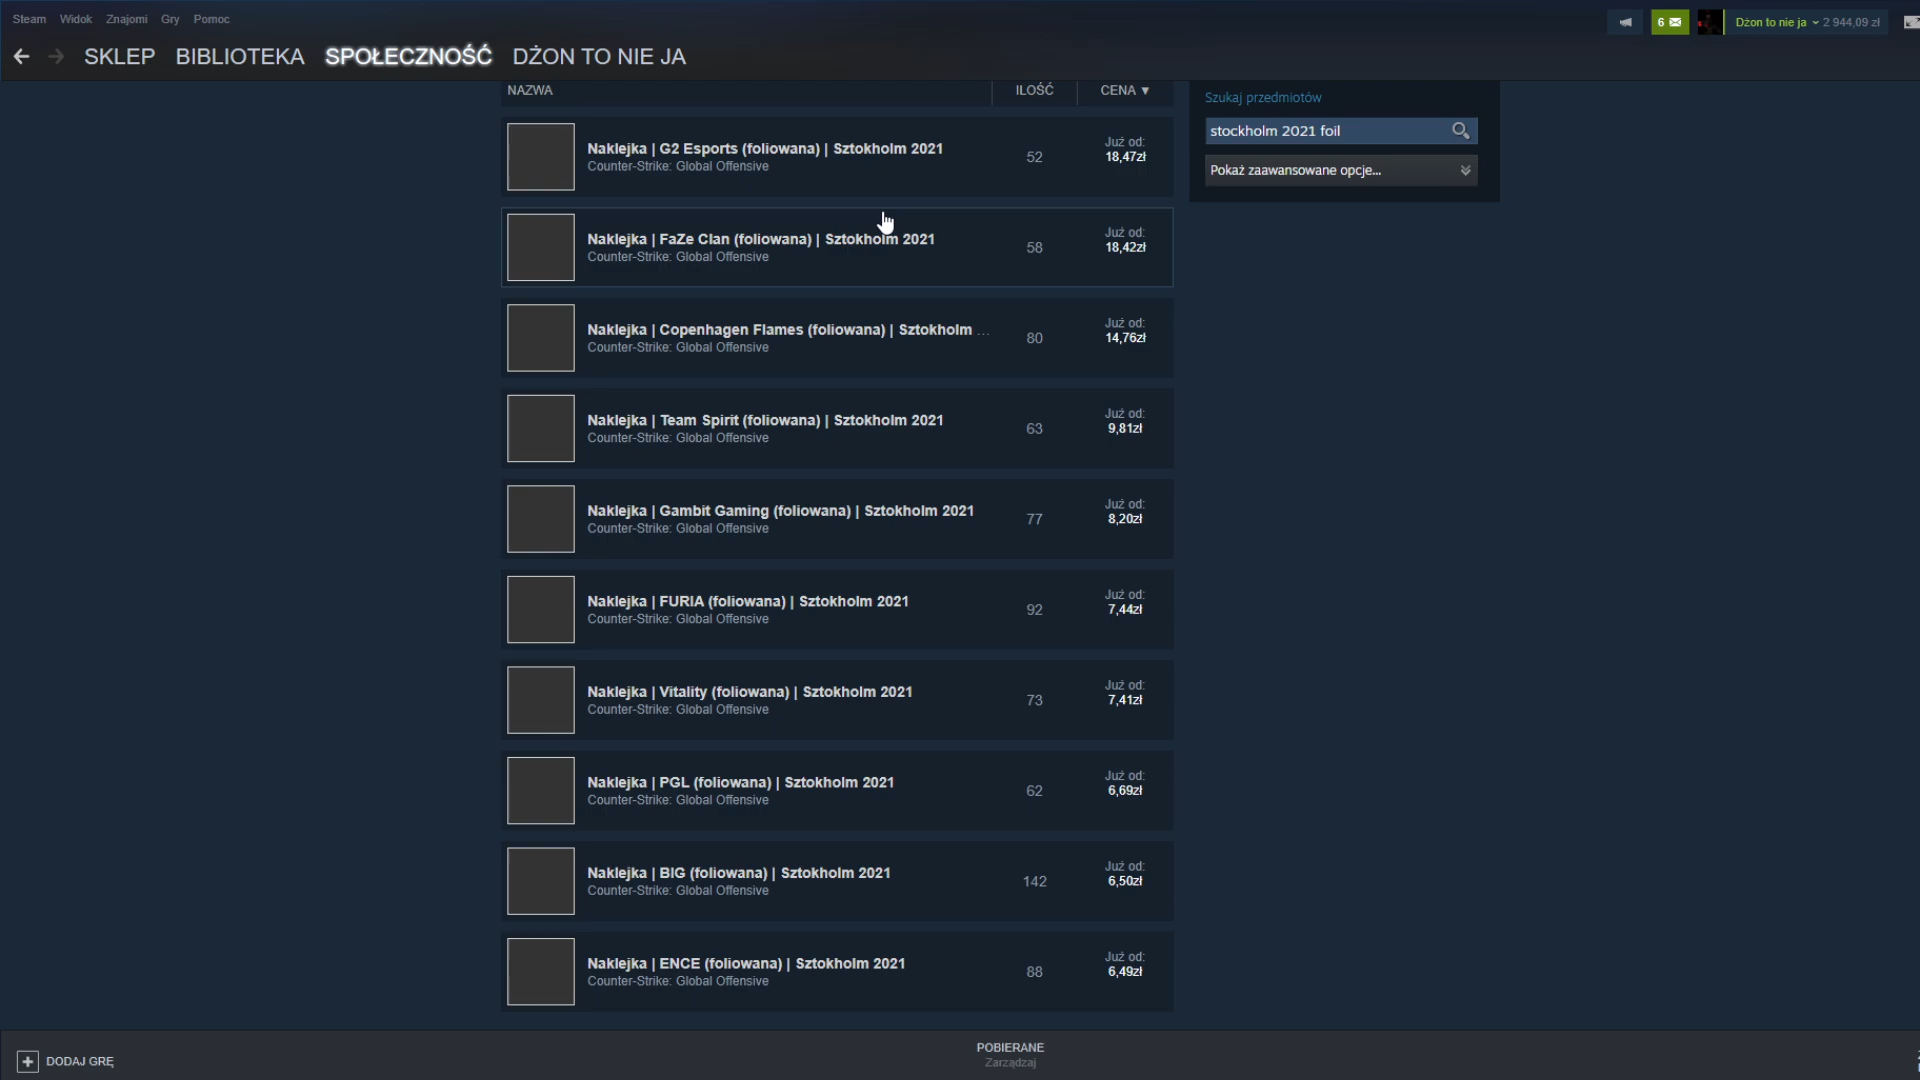 Steam Widok Znajomi Gry Pomoc
6 Dżon to nie ja 2 944,09 zł
SKLEP BIBLIOTEKA SPOŁECZNOŚĆ DŻON TO NIE JA
NAZWA ILOŚĆ CENA ▼
Szukaj przedmiotów
stockholm 2021 foil
Pokaż zaawansowane opcje...
Naklejka | G2 Esports (foliowana) | Sztokholm 2021
Counter-Strike: Global Offensive
52
Już od:
18,47zł
Naklejka | FaZe Clan (foliowana) | Sztokholm 2021
Counter-Strike: Global Offensive
58
Już od:
18,42zł
Naklejka | Copenhagen Flames (foliowana) | Sztokholm ...
Counter-Strike: Global Offensive
80
Już od:
14,76zł
Naklejka | Team Spirit (foliowana) | Sztokholm 2021
Counter-Strike: Global Offensive
63
Już od:
9,81zł
Naklejka | Gambit Gaming (foliowana) | Sztokholm 2021
Counter-Strike: Global Offensive
77
Już od:
8,20zł
Naklejka | FURIA (foliowana) | Sztokholm 2021
Counter-Strike: Global Offensive
92
Już od:
7,44zł
Naklejka | Vitality (foliowana) | Sztokholm 2021
Counter-Strike: Global Offensive
73
Już od:
7,41zł
Naklejka | PGL (foliowana) | Sztokholm 2021
Counter-Strike: Global Offensive
62
Już od:
6,69zł
Naklejka | BIG (foliowana) | Sztokholm 2021
Counter-Strike: Global Offensive
142
Już od:
6,50zł
Naklejka | ENCE (foliowana) | Sztokholm 2021
Counter-Strike: Global Offensive
88
Już od:
6,49zł
DODAJ GRĘ
POBIERANE
Zarządzaj